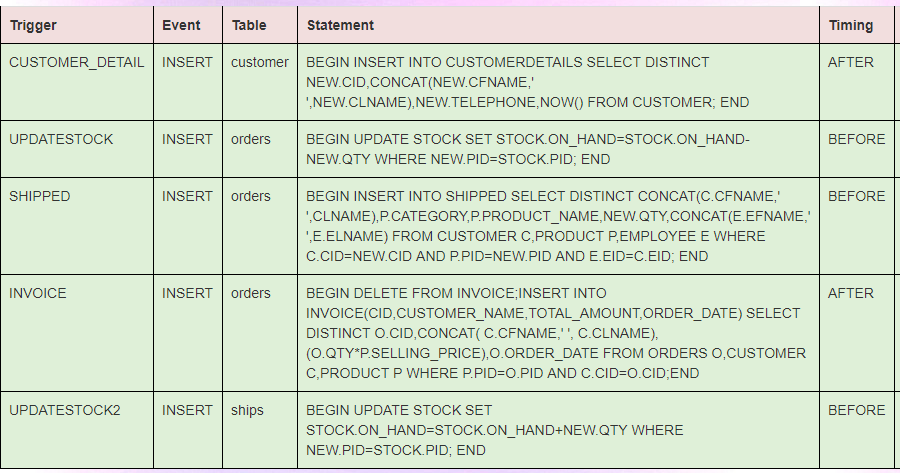 Trigger Event Table Statement Timing
CUSTOMER_DETAIL INSERT customer BEGIN INSERT INTO CUSTOMERDETAILS SELECT DISTINCT AFTER
NEW.CID,CONCAT(NEW.CFNAME,'
',NEW.CLNAME),NEW.TELEPHONE,NOW() FROM CUSTOMER; END
UPDATESTOCK INSERT orders BEGIN UPDATE STOCK SET STOCK.ON_HAND=STOCK.ON_HAND- BEFORE
NEW.QTY WHERE NEW.PID=STOCK.PID; END
SHIPPED INSERT orders BEGIN INSERT INTO SHIPPED SELECT DISTINCT CONCAT(C.CFNAME,' BEFORE
',CLNAME),P.CATEGORY,P.PRODUCT_NAME,NEW.QTY,CONCAT(E.EFNAME,'
',E.ELNAME) FROM CUSTOMER C,PRODUCT P,EMPLOYEE E WHERE
C.CID=NEW.CID AND P.PID=NEW.PID AND E.EID=C.EID; END
INVOICE INSERT orders BEGIN DELETE FROM INVOICE;INSERT INTO AFTER
INVOICE(CID,CUSTOMER_NAME,TOTAL_AMOUNT,ORDER_DATE) SELECT
DISTINCT O.CID,CONCAT( C.CFNAME,' ', C.CLNAME),
(O.QTY*P.SELLING_PRICE),O.ORDER_DATE FROM ORDERS O,CUSTOMER
C,PRODUCT P WHERE P.PID=O.PID AND C.CID=O.CID;END
UPDATESTOCK2 INSERT ships BEGIN UPDATE STOCK SET BEFORE
STOCK.ON_HAND=STOCK.ON_HAND+NEW.QTY WHERE
NEW.PID=STOCK.PID; END